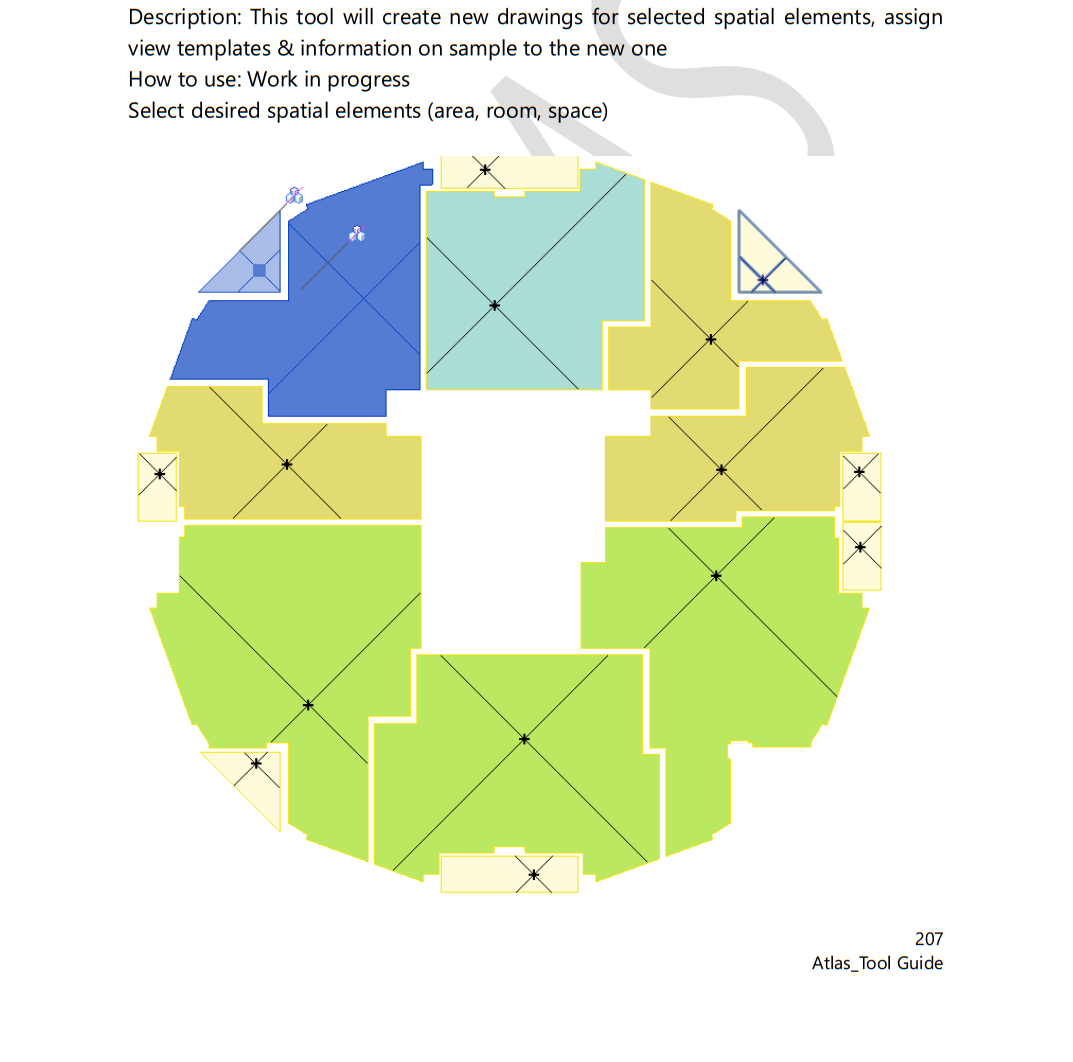 Description: This tool will create new drawings for selected spatial elements, assign
view templates & information on sample to the new one
How to use: Work in progress
Select desired spatial elements (area, room, space)
207
Atlas_Tool Guide